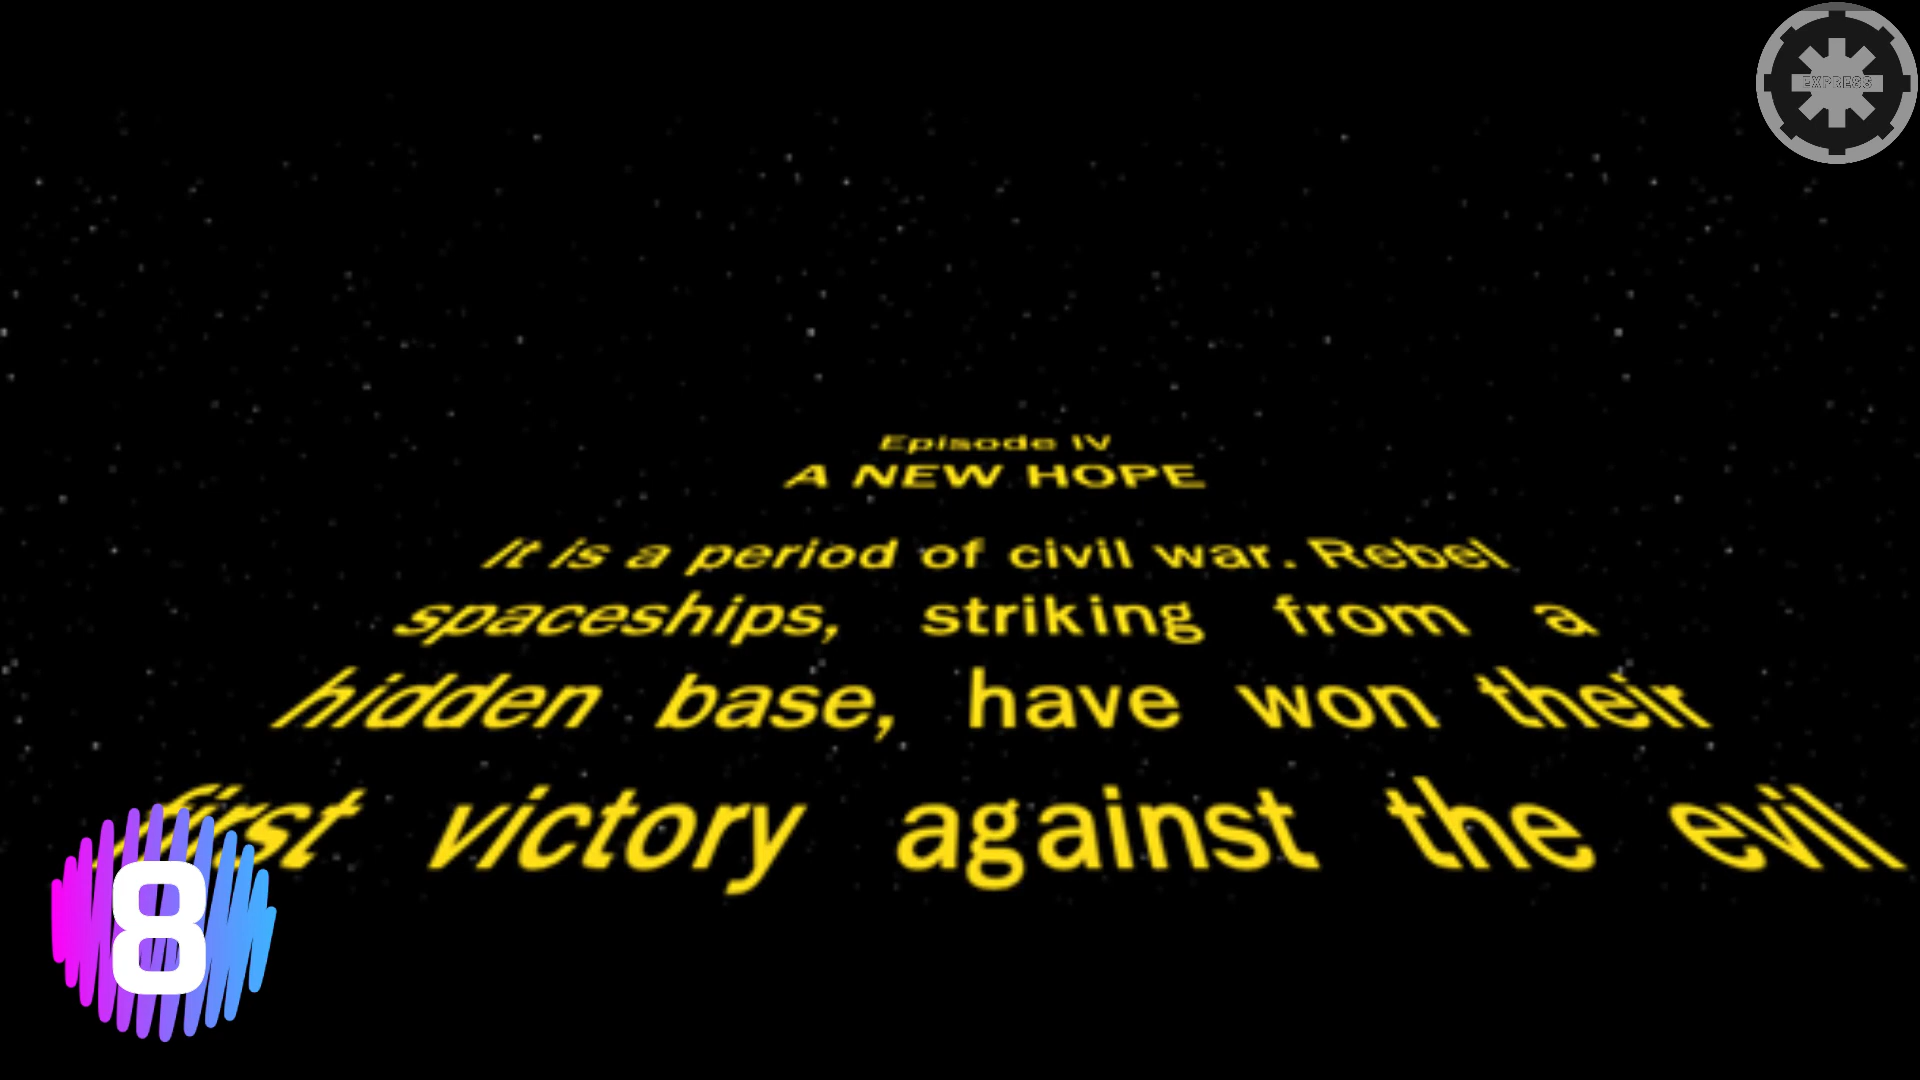 EXPRESS
Episode IV
A NEW HOPE
It is a period of civil war. Rebel
spaceships, striking from a
hidden base, have won their
first victory against the evil
8